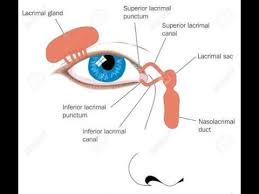 Lacrimal gland
Superior lacrimal
punctum
Superior lacrimal
canal
Lacrimal sac
Inferior lacrimal
punctum
Inferior lacrimal
canal
Nasolacrimal
duct